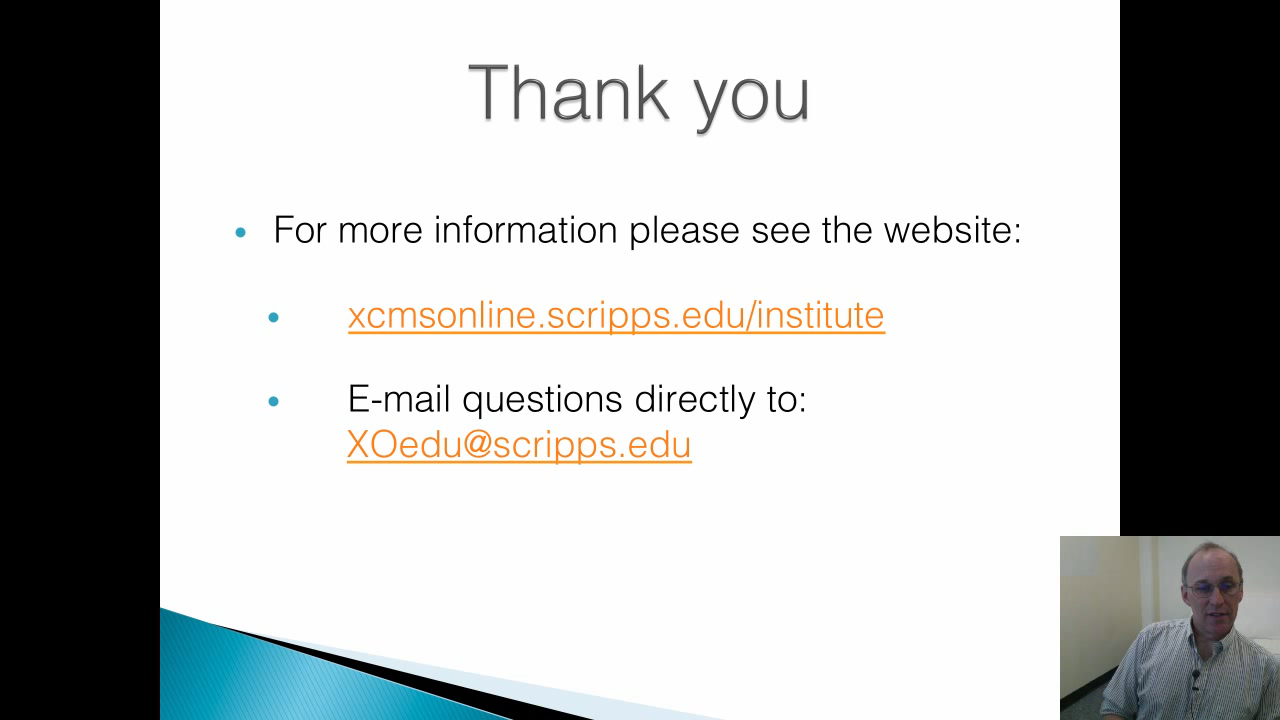 Thank you
For more information please see the website:
xcmsonline.scripps.edu/institute
E-mail questions directly to:
XOedu@scripps.edu